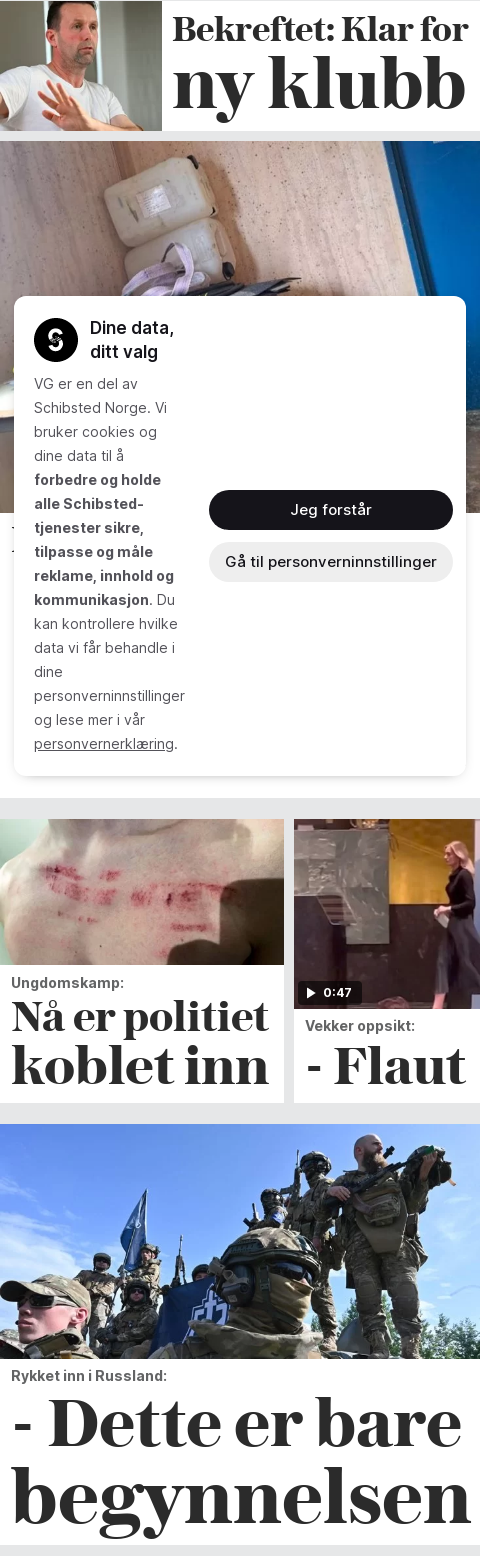 Bekreftet: Klar for
ny klubb
Dine data,
ditt valg
VG er en del av
Schibsted Norge. Vi
bruker cookies og
dine data til å
forbedre og holde
alle Schibsted-
tjenester sikre,
tilpasse og måle
reklame, innhold og
kommunikasjon. Du
kan kontrollere hvilke
data vi får behandle i
dine
personverninnstillinger
og lese mer i vår
personvernerklæring.
Jeg forstår
Gå til personverninnstillinger
Ungdomskamp:
Nå er politiet
koblet inn
0:47
Vekker oppsikt:
- Flaut
Rykket inn i Russland:
- Dette er bare
begynnelsen